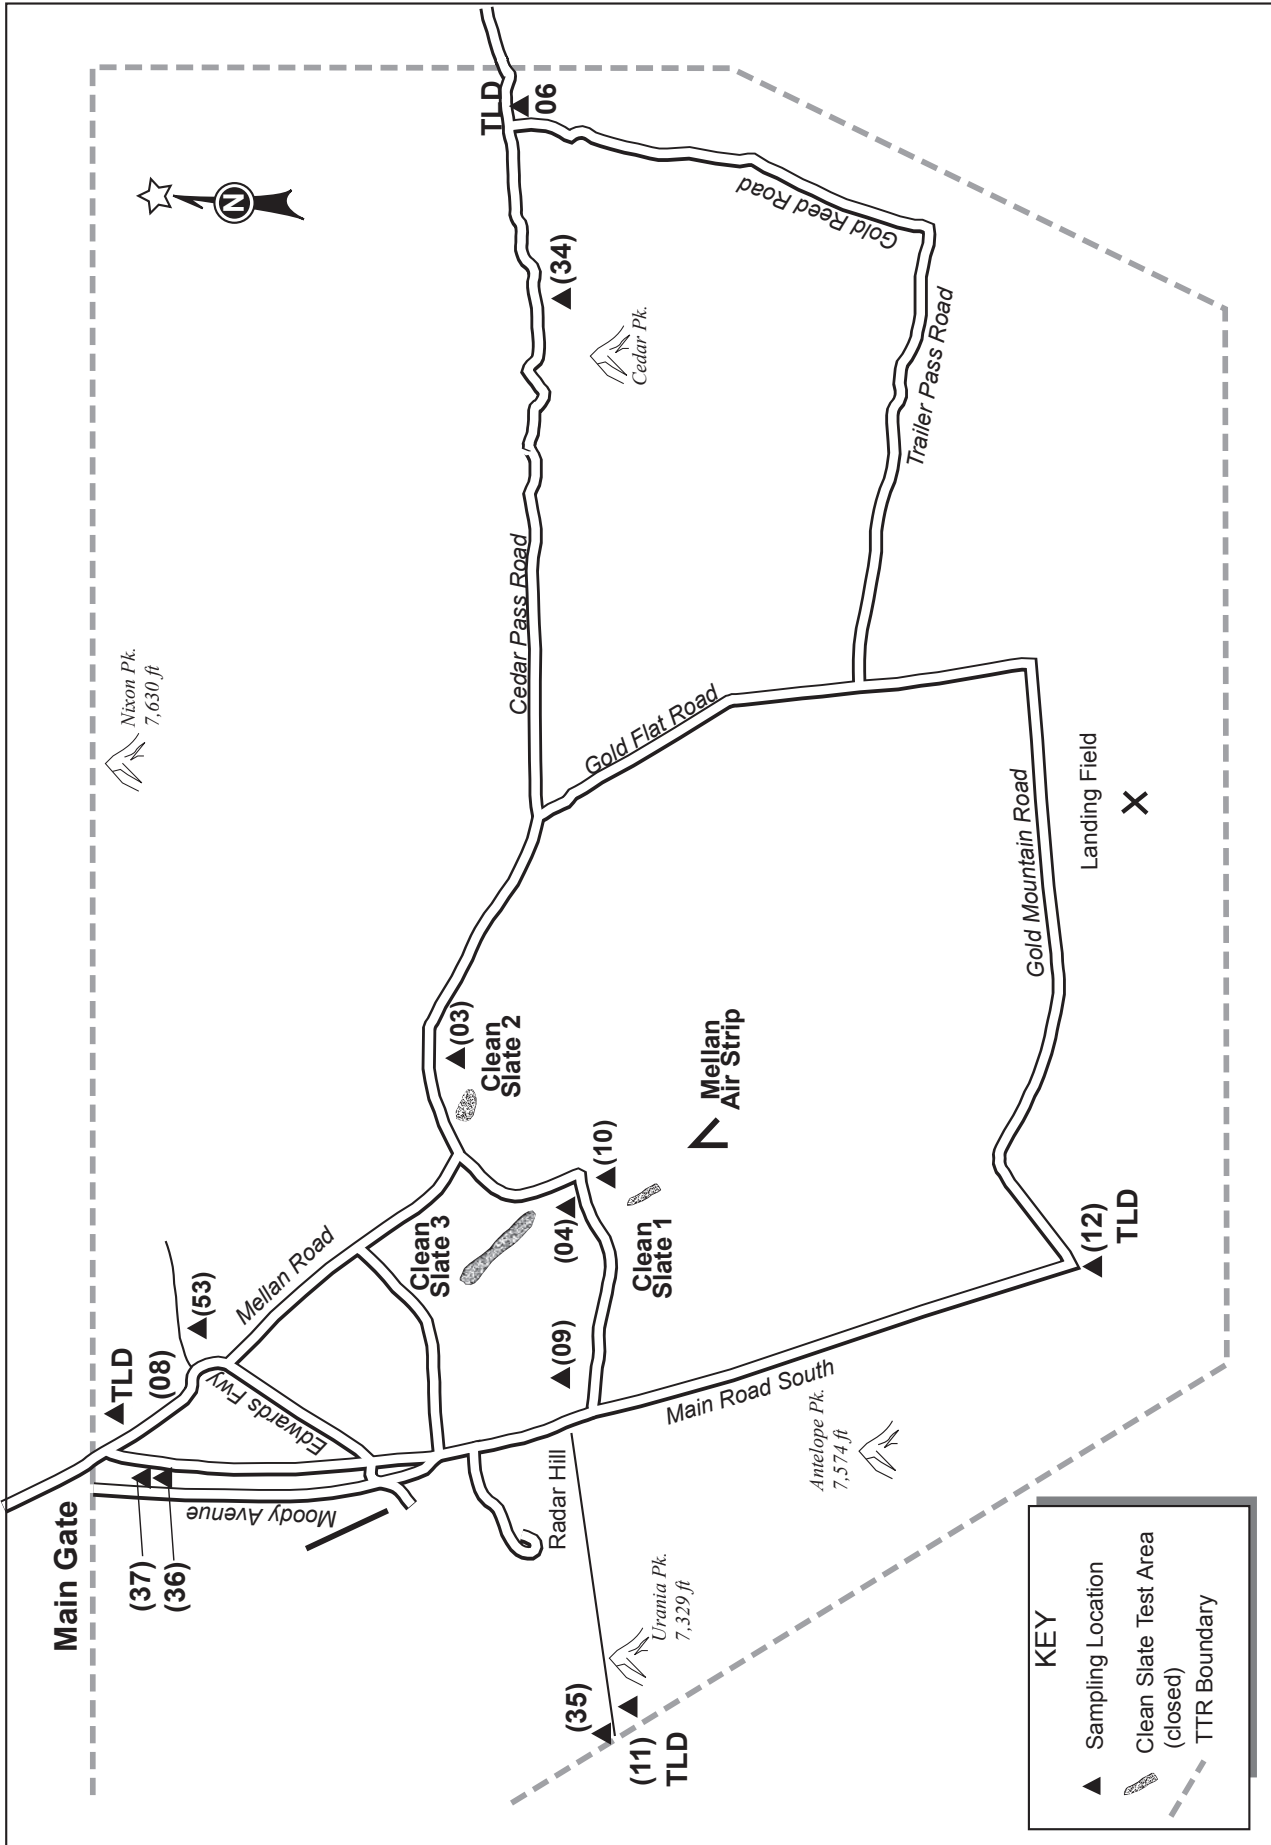 Main Gate
(37)
(36)
Moody Avenue
TLD
(08)
(53)
Edwards Fwy
Mellan Road
Nixon Pk.
7,630 ft
N
TLD
06
(34)
Cedar Pk.
Cedar Pass Road
Gold Reed Road
Trailer Pass Road
Gold Flat Road
(03)
Clean
Slate 2
Clean
Slate 3
(04)
(10)
Clean
Slate 1
(09)
Mellan
Air Strip
Radar Hill
Main Road South
(35)
(11)
TLD
Urania Pk.
7,329 ft
Antelope Pk.
7,574 ft
Gold Mountain Road
Landing Field
X
(12)
TLD
KEY
Sampling Location
Clean Slate Test Area
(closed)
TTR Boundary